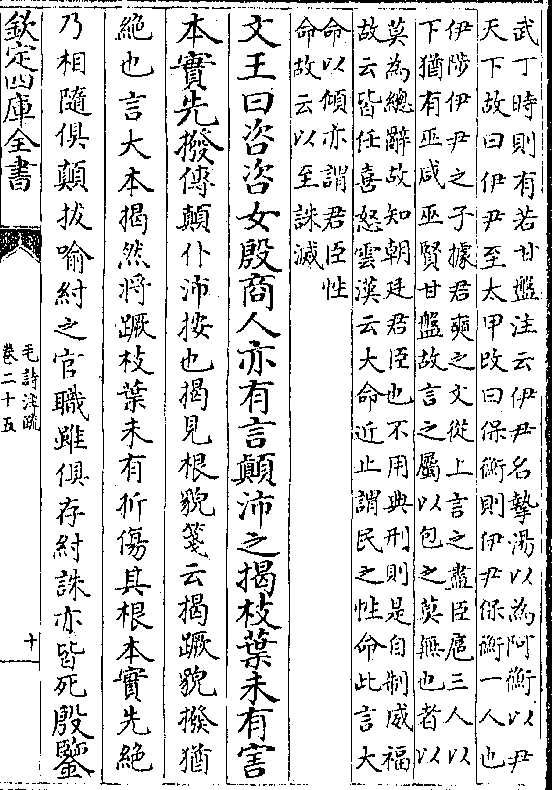 武丁時則有若甘盤注云伊尹名摯湯以為阿衡以尹
天下故曰伊尹至太甲改曰保衡則伊尹保衡一人也
伊陟伊尹之子據君奭之文從上言之盡臣扈三人以
下猶有巫咸巫賢甘盤故言之屬以包之莫無也者以
莫為總辭故知朝廷君臣也不用典刑則是自制威福
故云皆任喜怒雲漢云大命近止謂民之性命此言大
命以傾亦謂君臣性
命故云以至誅滅
文王曰咨咨女殷商人亦有言顛沛之揭枝葉未有害
本實先撥傳顛仆沛拔也揭見根貌箋云揭蹶貌撥猶
絶也言大本揭然將蹶枝葉未有折傷其根本實先絶
乃相隨俱顛拔喻紂之官職雖俱存紂誅亦皆死殷鑒
欽定四庫全書
毛詩注疏
卷二十五
十